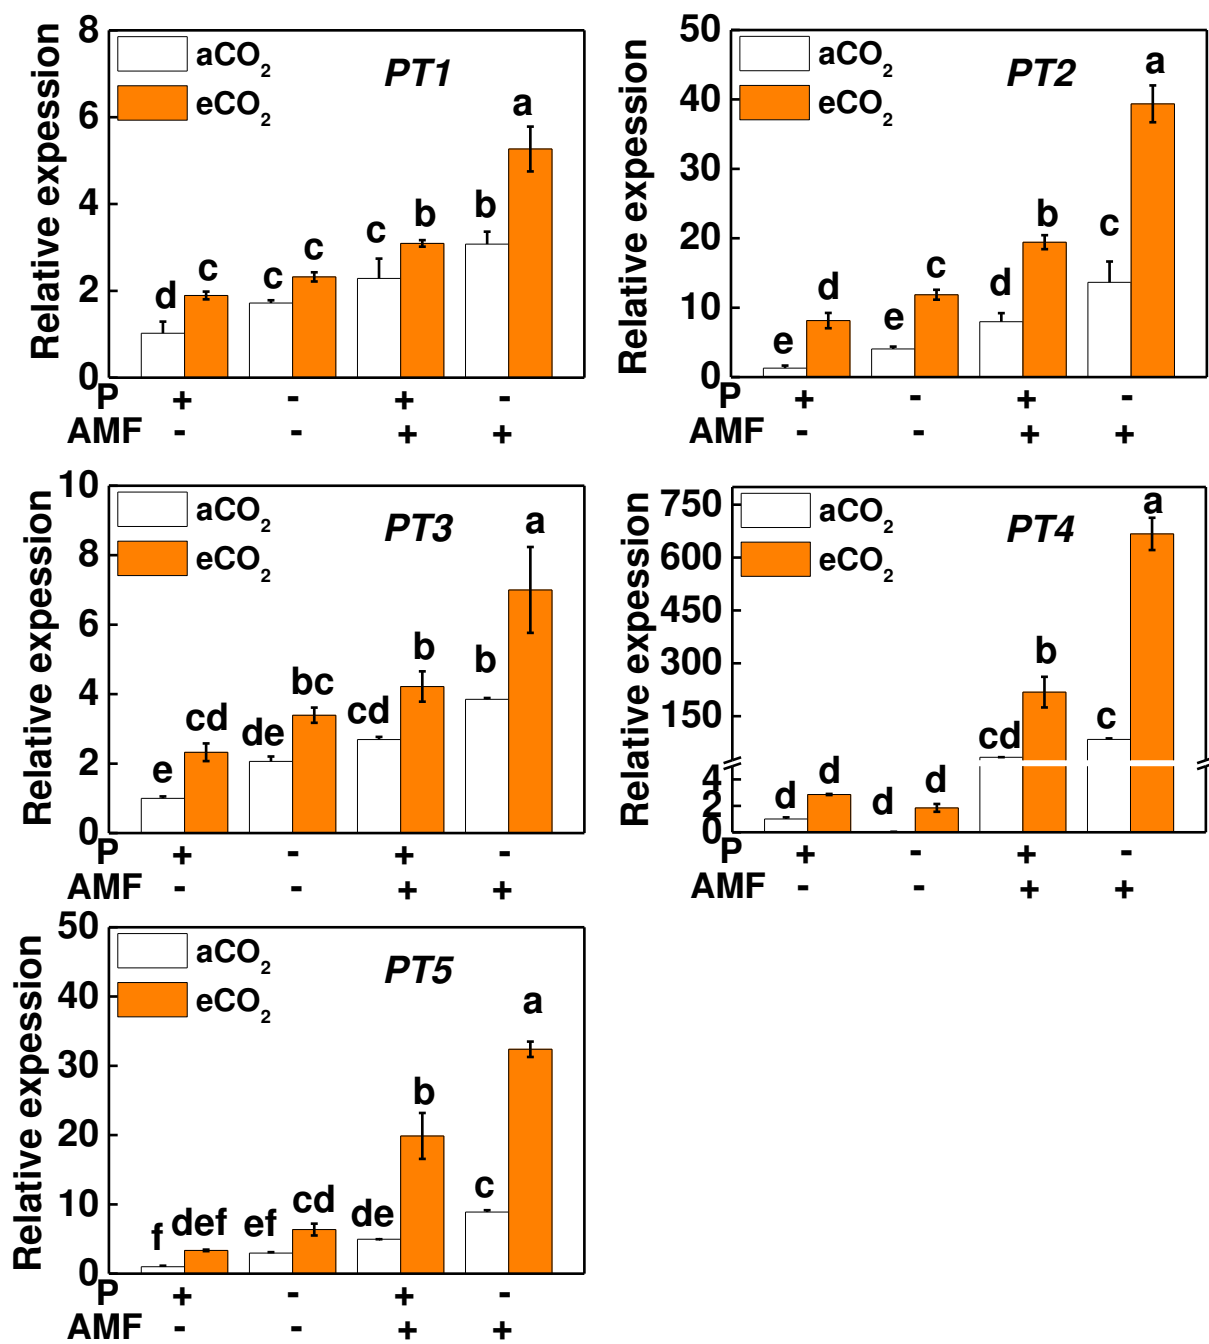 Relative expession
8
6
4
2
0
aCO2
eCO2
PT1
d c c c c b b a
P + - + -
AMF - - + +
Relative expession
50
40
30
20
10
0
aCO2
eCO2
PT2
e d e c d b c a
P + - + -
AMF - - + +
Relative expession
10
8
6
4
2
0
aCO2
eCO2
PT3
e cd de bc cd b b a
P + - + -
AMF - - + +
Relative expession
750
600
450
300
150
4
2
0
aCO2
eCO2
PT4
d d d d cd b c a
P + - + -
AMF - - + +
Relative expession
50
40
30
20
10
0
aCO2
eCO2
PT5
f def ef cd de b c a
P + - + -
AMF - - + +